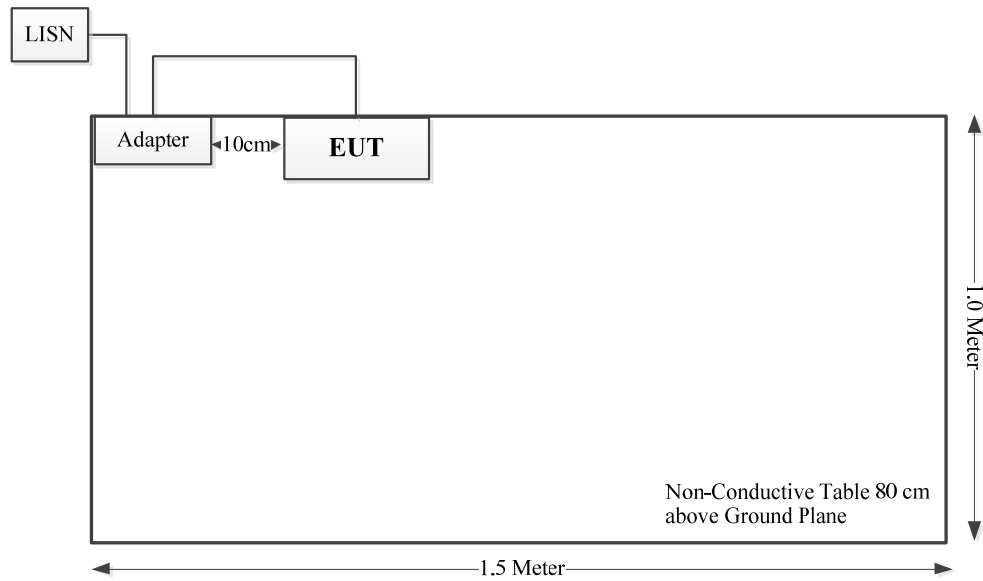 LISN
Adapter
10cm
EUT
1.0 Meter
Non-Conductive Table 80 cm
above Ground Plane
1.5 Meter